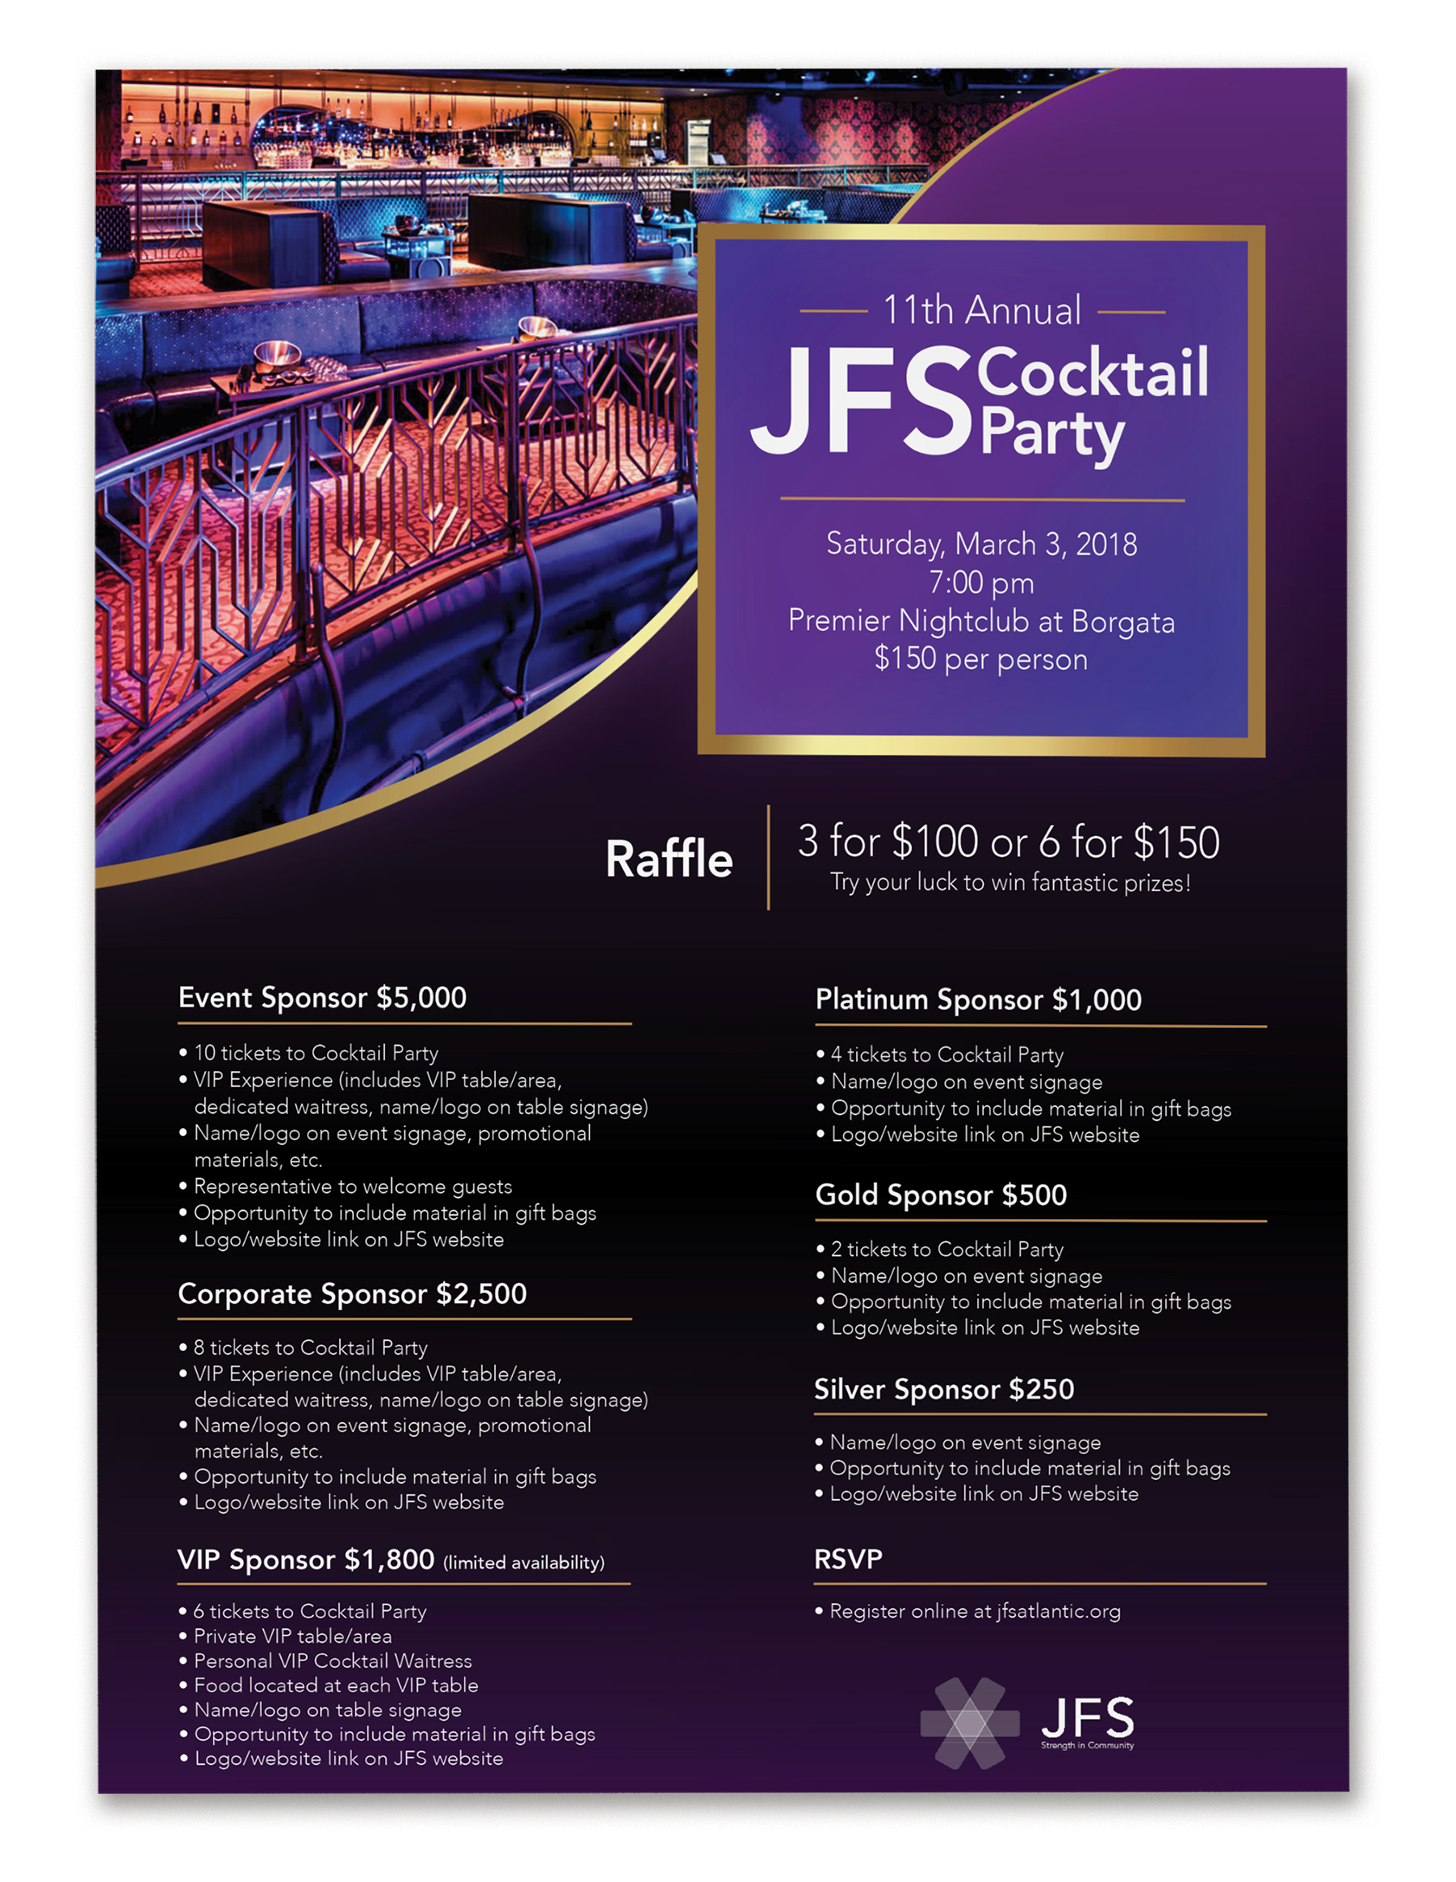 11th Annual
JFS Cocktail
Party
Saturday, March 3, 2018
7:00 pm
Premier Nightclub at Borgata
$150 per person
Raffle
3 for $100 or 6 for $150
Try your luck to win fantastic prizes!
Event Sponsor $5,000
• 10 tickets to Cocktail Party
• VIP Experience (includes VIP table/area,
dedicated waitress, name/logo on table signage)
• Name/logo on event signage, promotional
materials, etc.
• Representative to welcome guests
• Opportunity to include material in gift bags
• Logo/website link on JFS website
Corporate Sponsor $2,500
• 8 tickets to Cocktail Party
• VIP Experience (includes VIP table/area,
dedicated waitress, name/logo on table signage)
• Name/logo on event signage, promotional
materials, etc.
• Opportunity to include material in gift bags
• Logo/website link on JFS website
VIP Sponsor $1,800 (limited availability)
• 6 tickets to Cocktail Party
• Private VIP table/area
• Personal VIP Cocktail Waitress
• Food located at each VIP table
• Name/logo on table signage
• Opportunity to include material in gift bags
• Logo/website link on JFS website
Platinum Sponsor $1,000
• 4 tickets to Cocktail Party
• Name/logo on event signage
• Opportunity to include material in gift bags
• Logo/website link on JFS website
Gold Sponsor $500
• 2 tickets to Cocktail Party
• Name/logo on event signage
• Opportunity to include material in gift bags
• Logo/website link on JFS website
Silver Sponsor $250
• Name/logo on event signage
• Opportunity to include material in gift bags
• Logo/website link on JFS website
RSVP
• Register online at jfsatlantic.org
JFS
Strength in Community